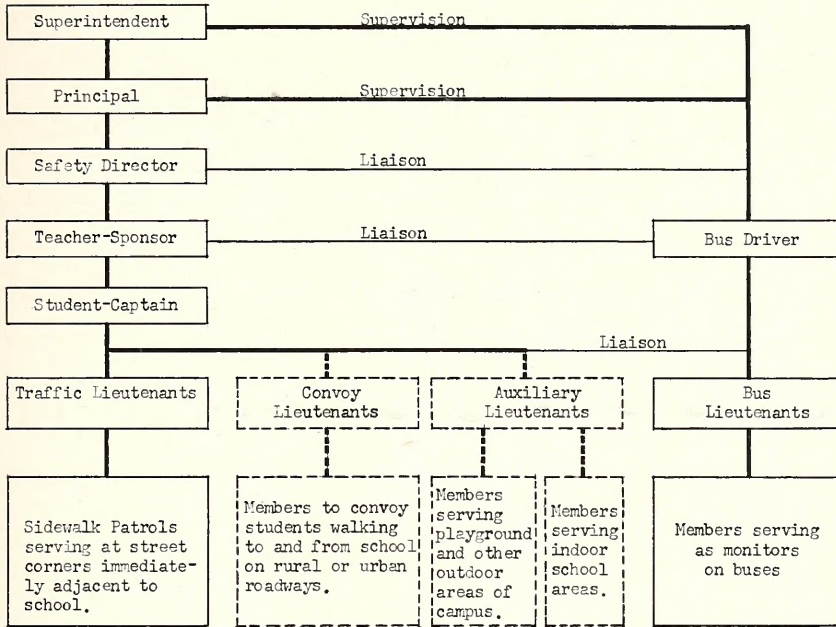 Superintendent
Supervision
Principal
Supervision
Safety Director
Liaison
Teacher-Sponsor
Liaison
Bus Driver
Student-Captain
Liaison
Traffic Lieutenants
Convoy
Lieutenants
Auxiliary
Lieutenants
Bus
Lieutenants
Sidewalk Patrols
serving at street
corners immediate-
ly adjacent to
school.
Members to convoy
students walking
to and from school
on rural or urban
roadways.
Members
serving
playground
and other
outdoor
areas of
campus.
Members
serving
indoor
school
areas.
Members serving
as monitors
on buses